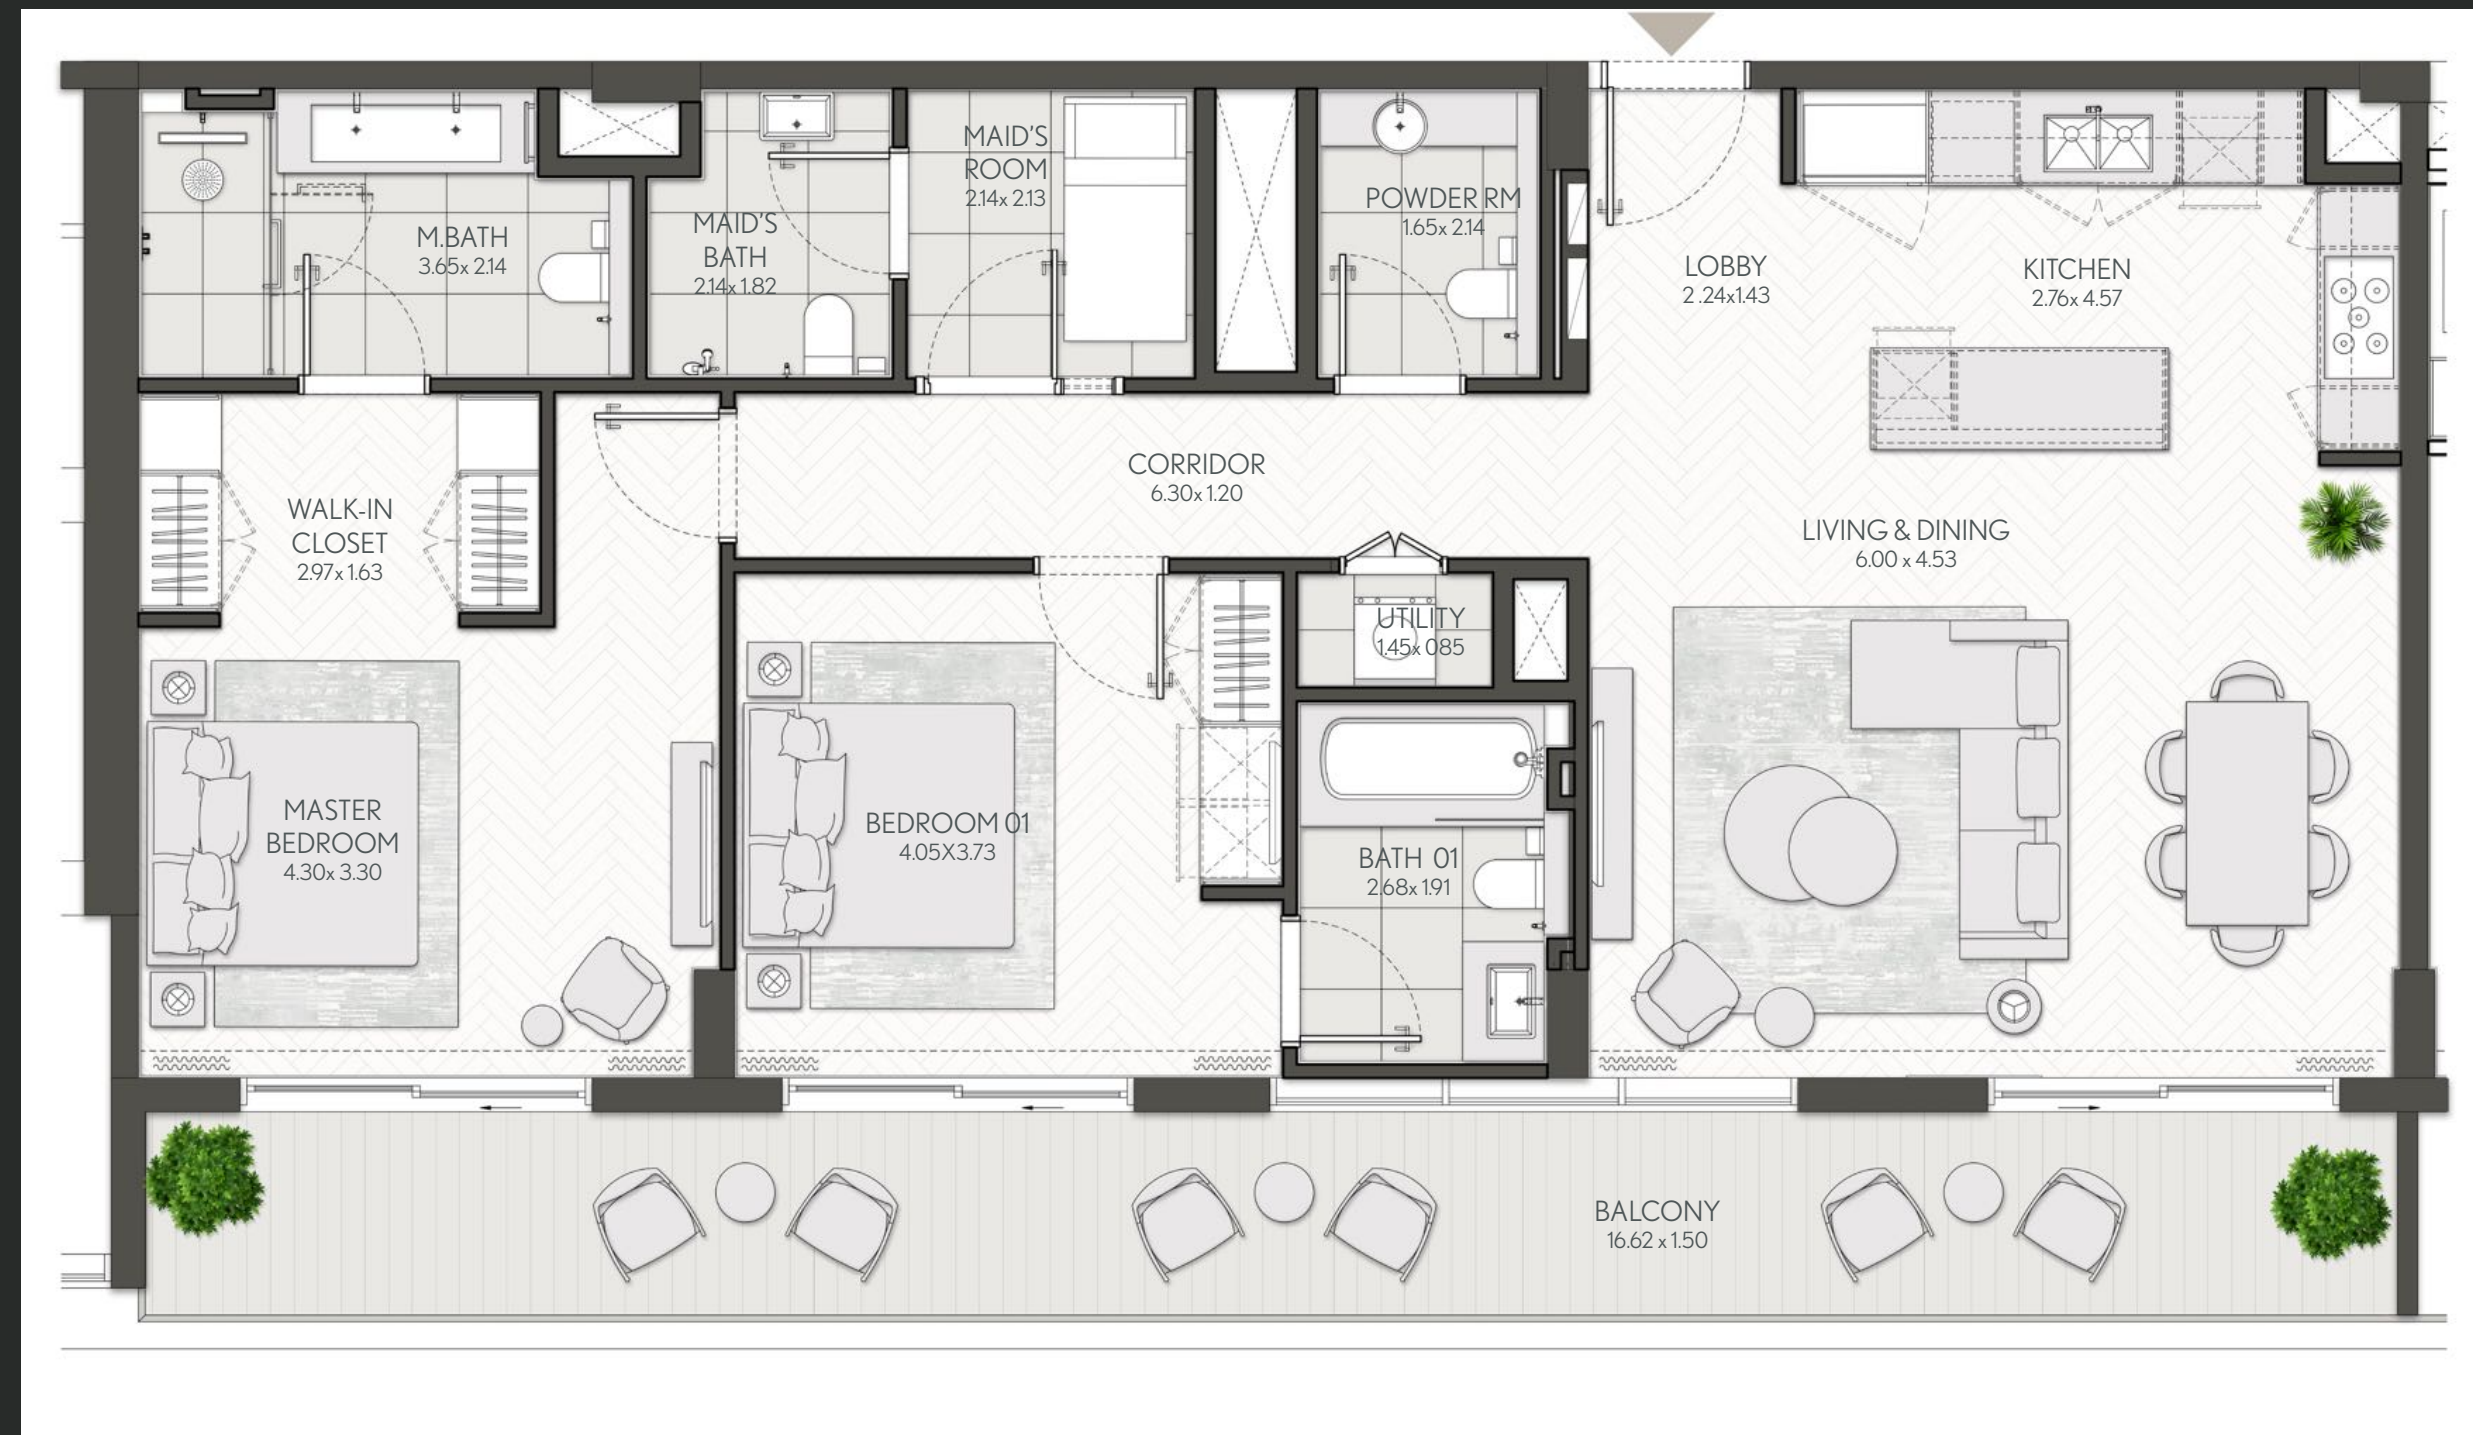 M.BATH
3.65x 2.14
MAID'S
BATH
2.14x 1.82
MAID'S
ROOM
2.14x 2.13
POWDER RM
1.65x 2.14
LOBBY
2 .24x1.43
KITCHEN
2.76x 4.57
WALK-IN
CLOSET
2.97x 1.63
CORRIDOR
6.30x 1.20
LIVING & DINING
6.00 x 4.53
UTILITY
1.45x 085
MASTER
BEDROOM
4.30x 3.30
BEDROOM 01
4.05X3.73
BATH 01
2.68x 1.91
BALCONY
16.62 x 1.50